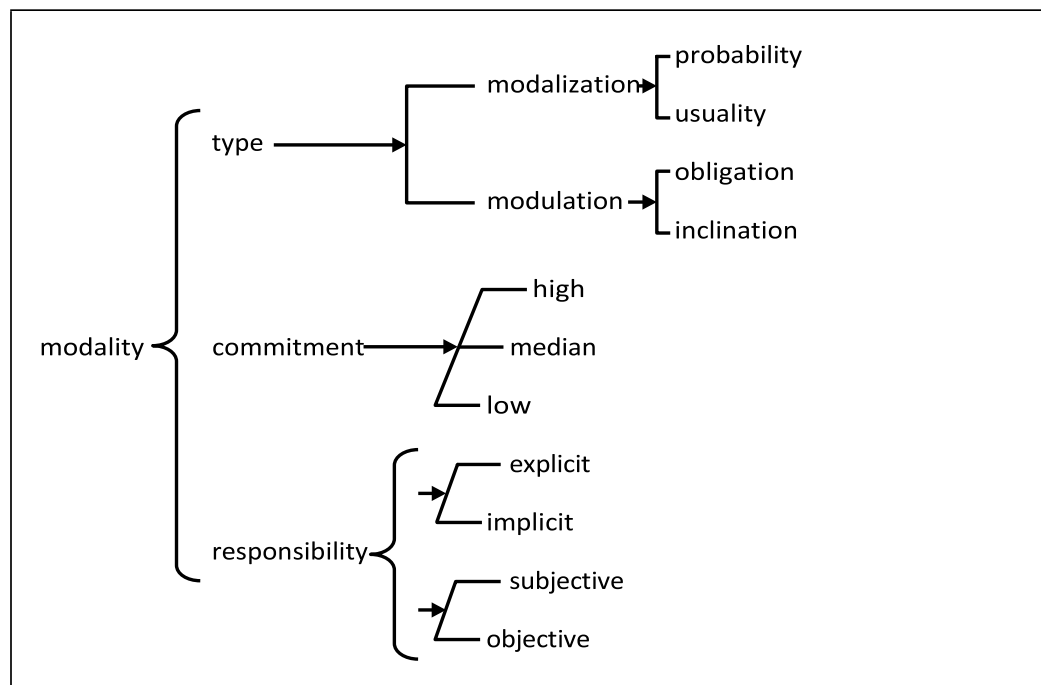 probability
modalization
usuality
type
obligation
modulation
inclination
high
modality
commitment
median
low
explicit
implicit
responsibility
subjective
objective